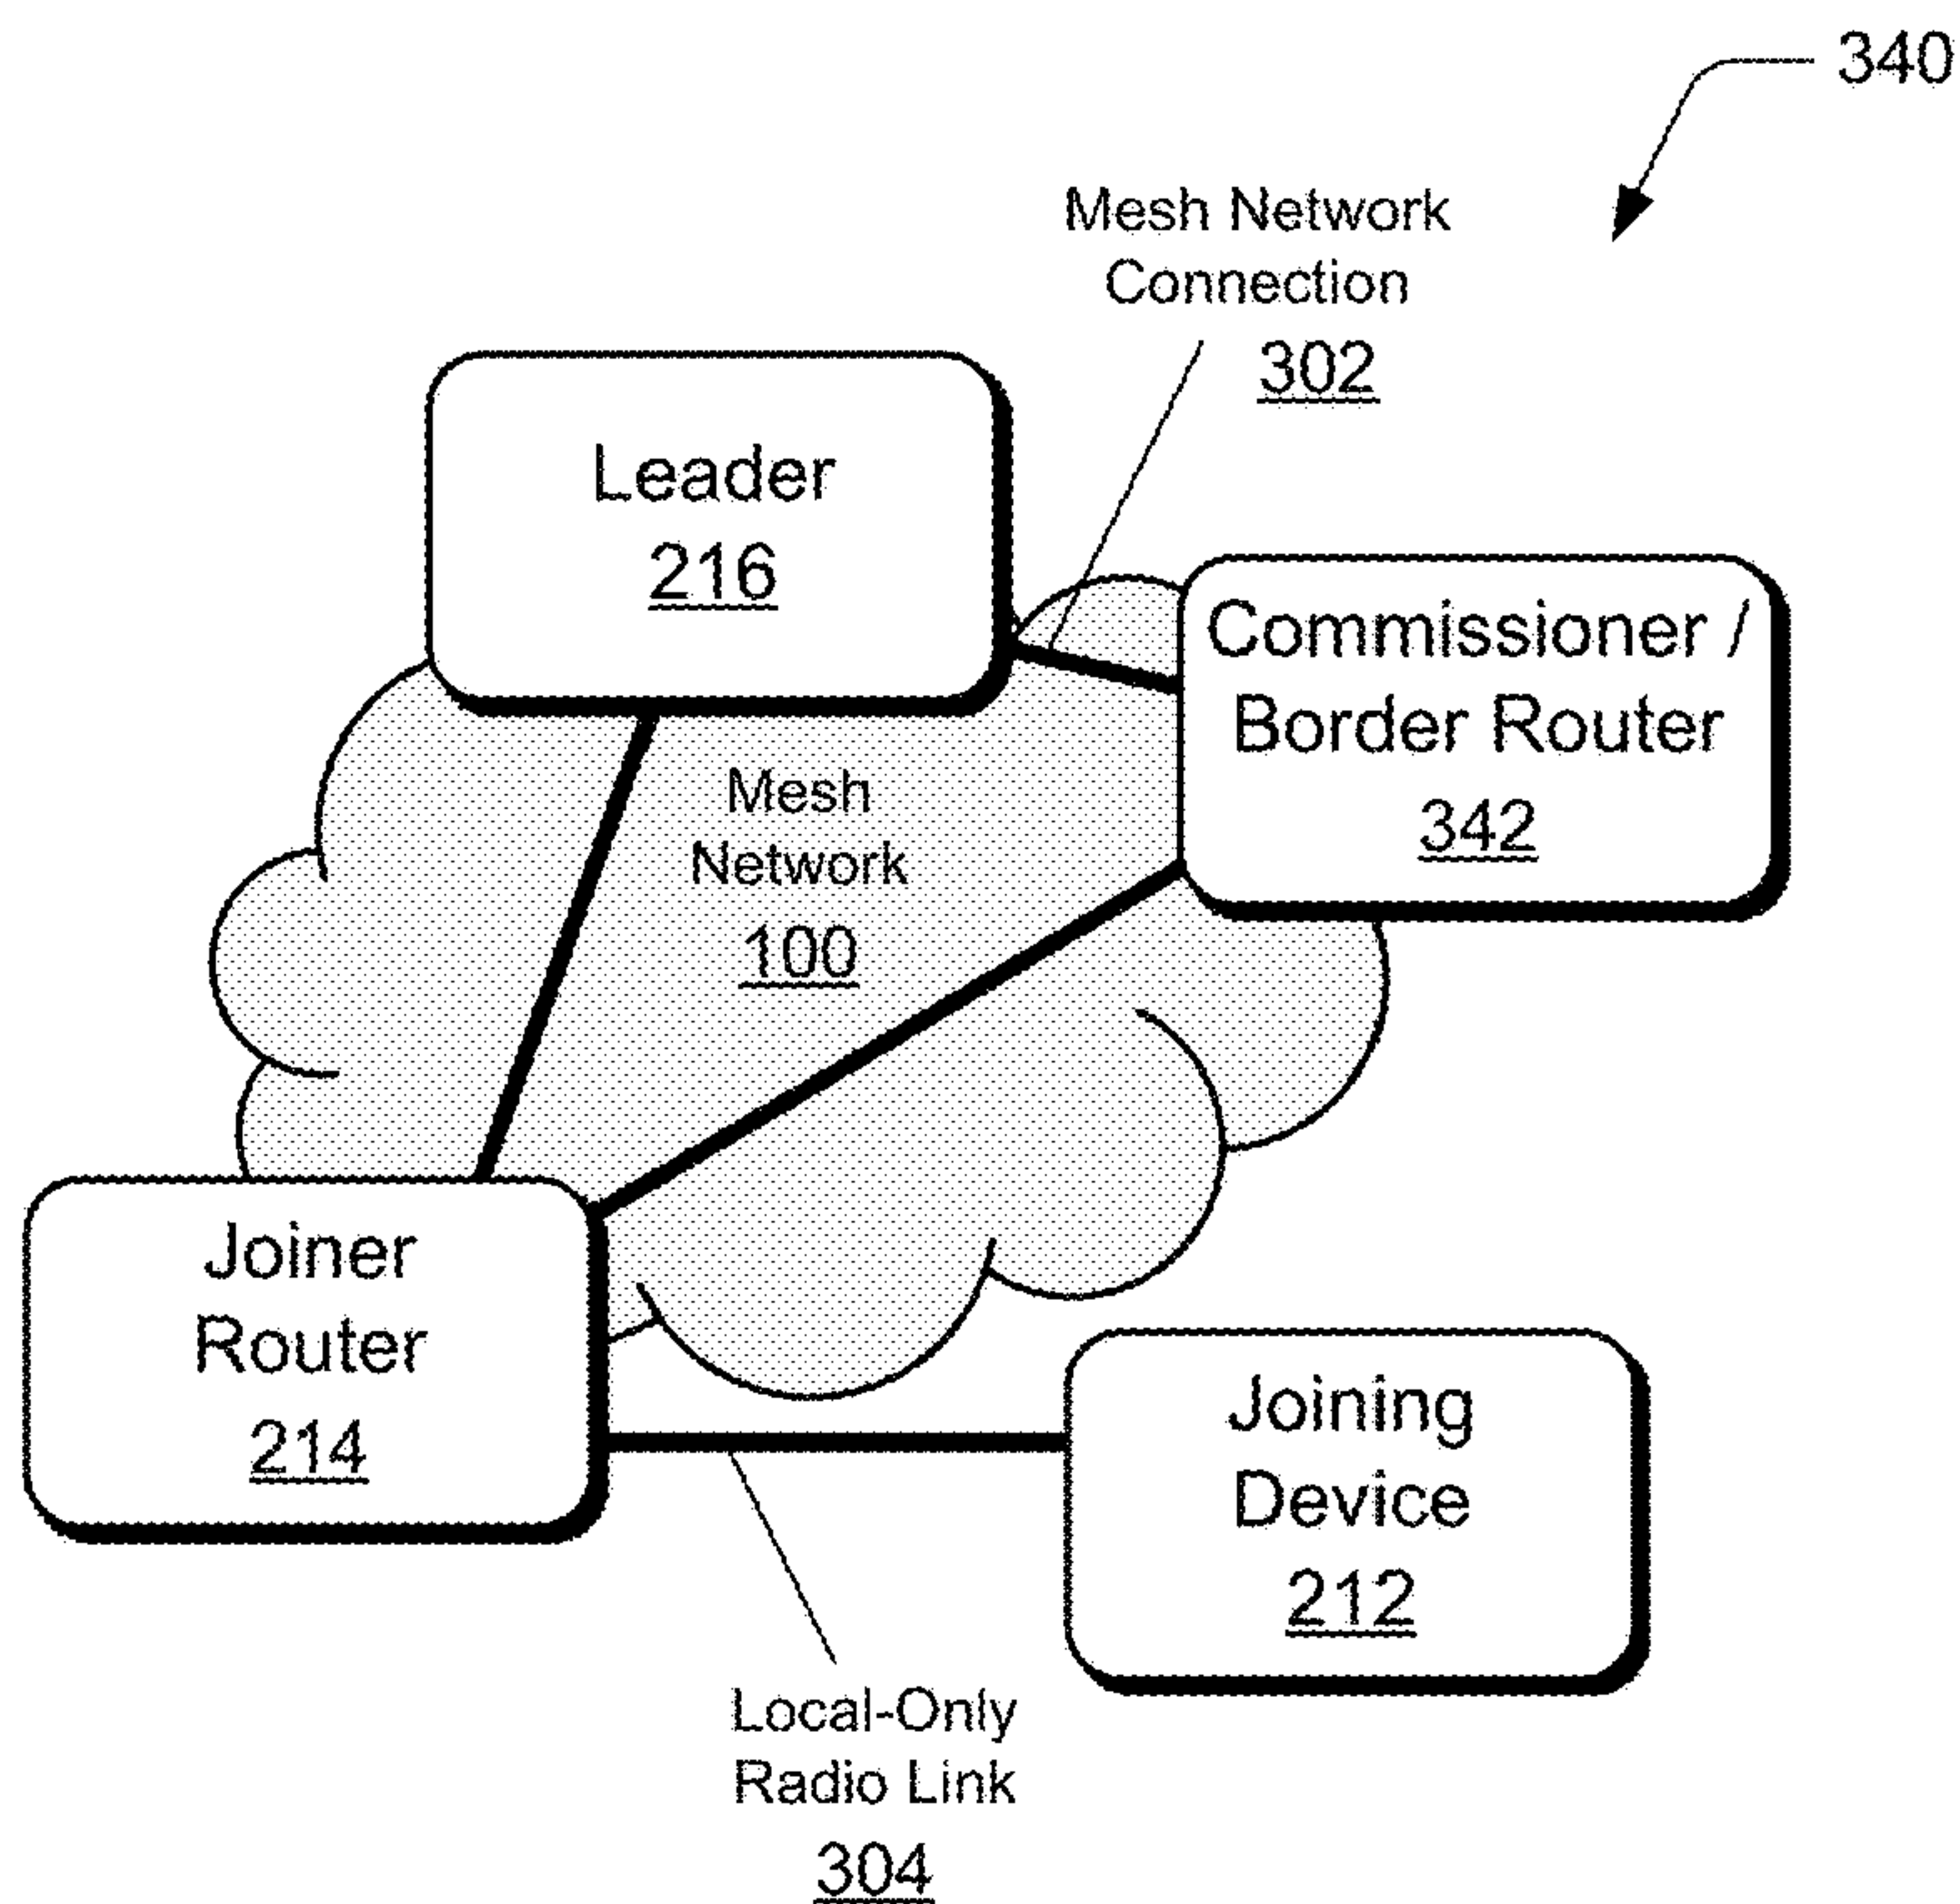 340
Mesh Network
Connection
302
Leader
216
Commissioner /
Border Router
342
Mesh
Network
100
Joiner
Router
214
Joining
Device
212
Local-Only
Radio Link
304